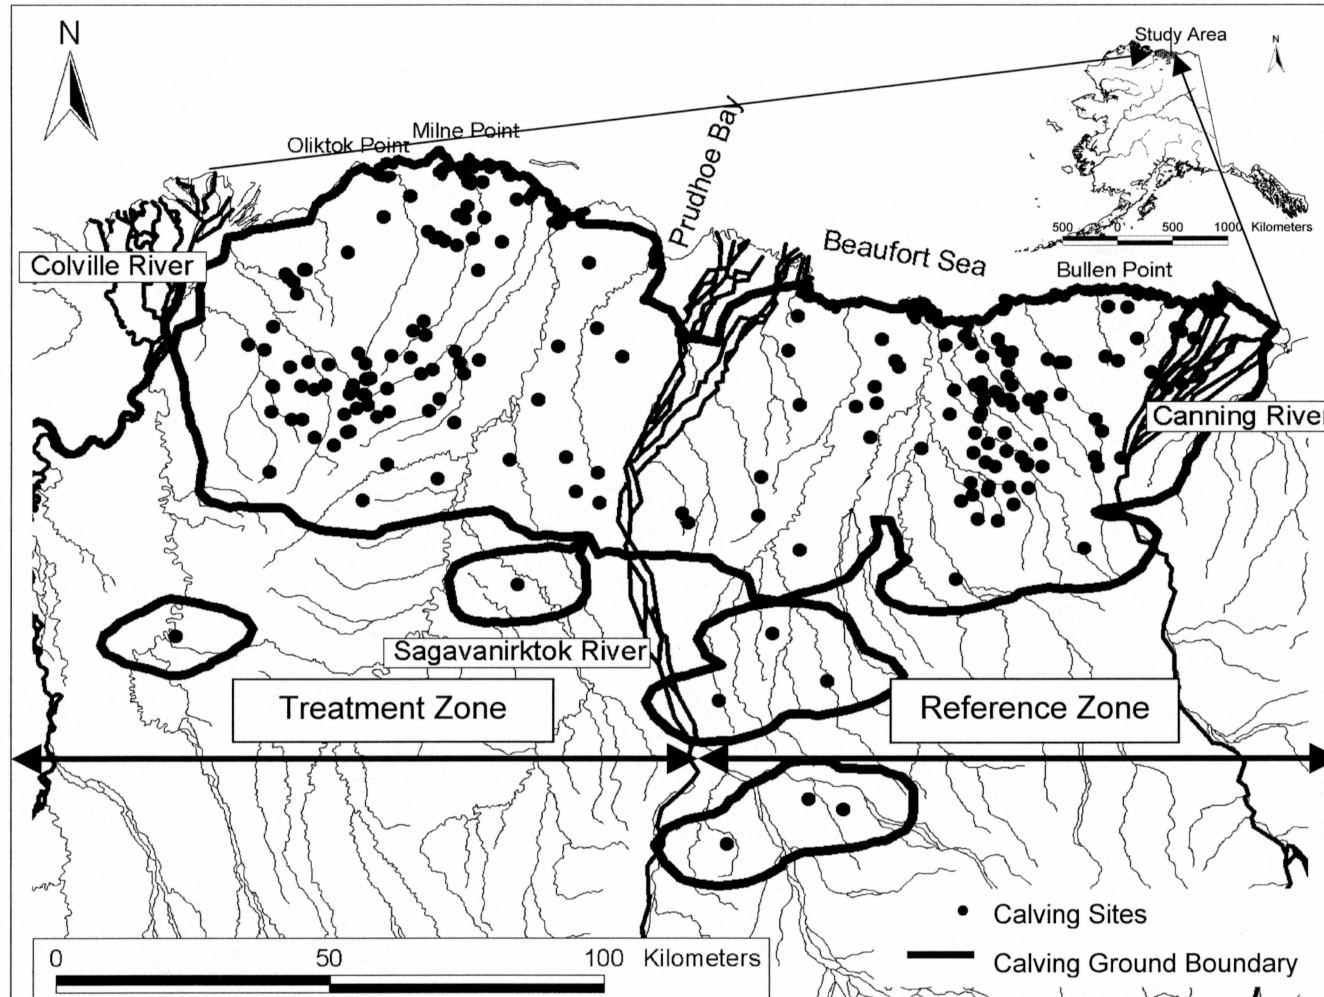 N
Study Area
N
Milne Point
Oliktok Point
Prudhoe Bay
500 0 500 1000 Kilometers
Beaufort Sea
Colville River
Bullen Point
Canning River
Sagavanirktok River
Treatment Zone
Reference Zone
Calving Sites
0 50 100 Kilometers
Calving Ground Boundary